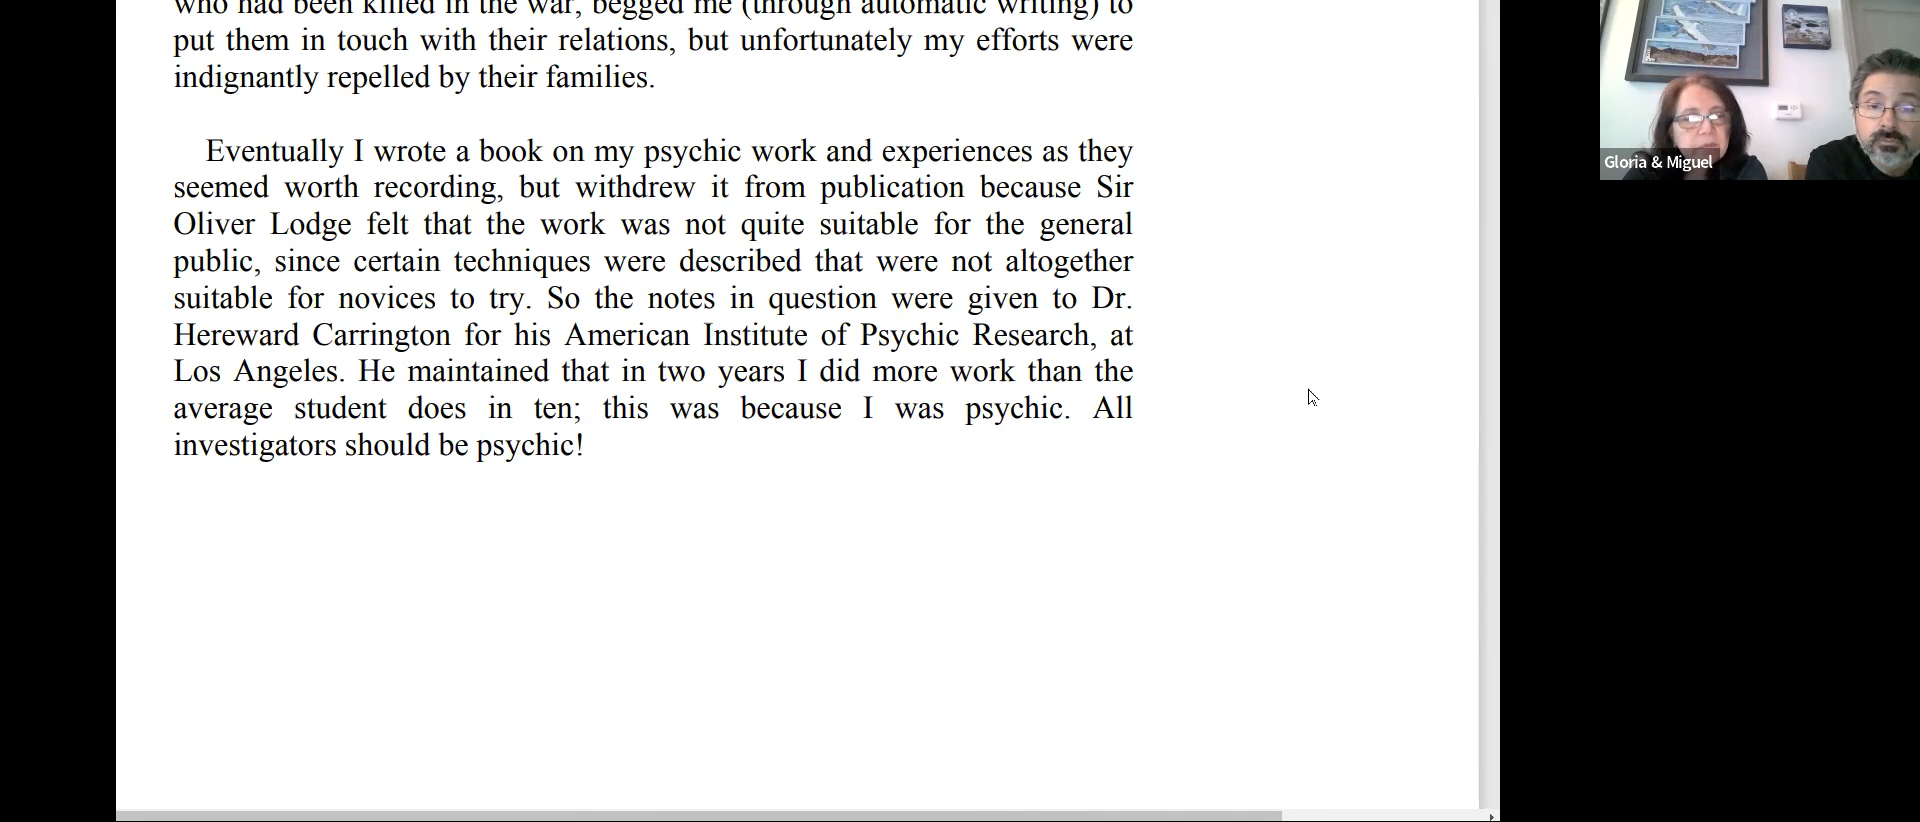 who had been killed in the war, begged me (through automatic writing) to
put them in touch with their relations, but unfortunately my efforts were
indignantly repelled by their families.
Eventually I wrote a book on my psychic work and experiences as they
seemed worth recording, but withdrew it from publication because Sir
Oliver Lodge felt that the work was not quite suitable for the general
public, since certain techniques were described that were not altogether
suitable for novices to try. So the notes in question were given to Dr.
Hereward Carrington for his American Institute of Psychic Research, at
Los Angeles. He maintained that in two years I did more work than the
average student does in ten; this was because I was psychic. All
investigators should be psychic!
Gloria & Miguel